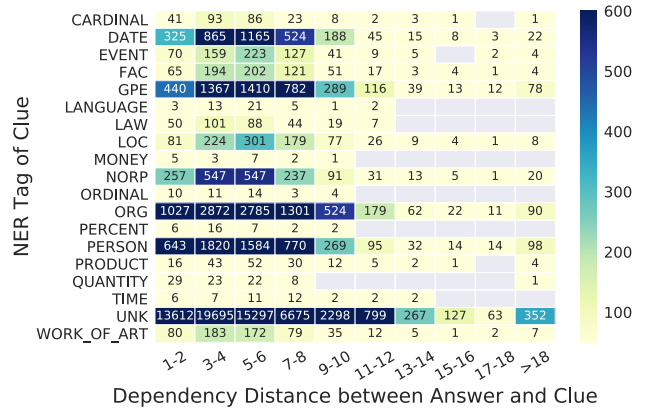 CARDINAL 41 93 86 23 8 2 3 1 1
DATE 325 865 1165 524 188 45 15 8 3 22
EVENT 70 159 223 127 41 9 5 2 4
FAC 65 194 202 121 51 17 3 4 1 4
GPE 440 1367 1410 782 289 116 39 13 12 78
LANGUAGE 3 13 21 5 1 2
LAW 50 101 88 44 19 7
LOC 81 224 301 179 77 26 9 4 1 8
MONEY 5 3 7 2 1
NORP 257 547 547 237 91 31 13 5 1 20
ORDINAL 10 11 14 3 4
ORG 1027 2872 2785 1301 524 179 62 22 11 90
PERCENT 6 16 7 2 2
PERSON 643 1820 1584 770 269 95 32 14 14 98
PRODUCT 16 43 52 30 12 5 2 1 4
QUANTITY 29 23 22 8 1
TIME 6 7 11 12 2 2 2
UNK 13612 19695 15297 6675 2298 799 267 127 63 352
WORK_OF_ART 80 183 172 79 35 12 5 1 2 7
1-2 3-4 5-6 7-8 9-10 11-12 13-14 15-16 17-18 >18
Dependency Distance between Answer and Clue
NER Tag of Clue
600
500
400
300
200
100